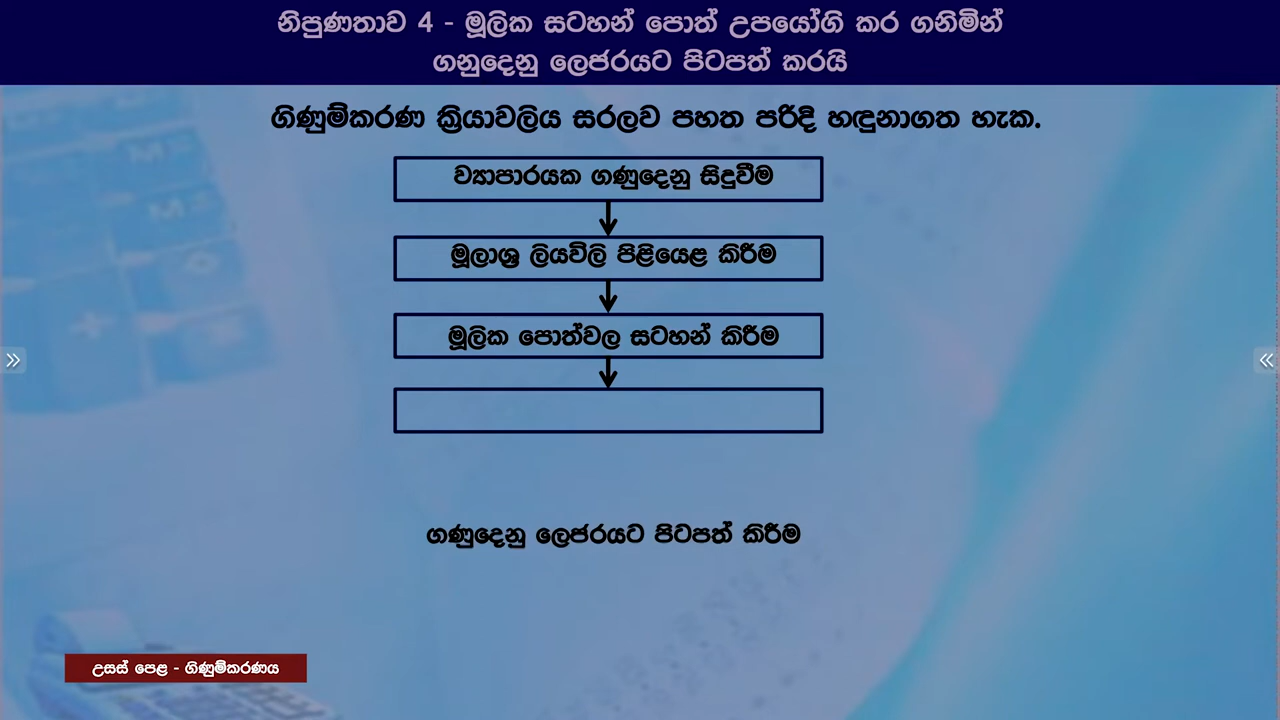 නිපුණතාව 4 - මූලික සටහන් පොත් උපයෝගි කර ගනිමින්
ගනුදෙනු ලෙජරයට පිටපත් කරයි
ගිණුම්කරණ ක්‍රියාවලිය සරලව පහත පරිදි හඳුනාගත හැක.
ව්‍යාපාරයක ගණුදෙනු සිදුවීම
මූලාශ්‍ර ලියවිලි පිළියෙළ කිරීම
මූලික පොත්වල සටහන් කිරීම
ගණුදෙනු ලෙජරයට පිටපත් කිරීම
උසස් පෙළ - ගිණුම්කරණය